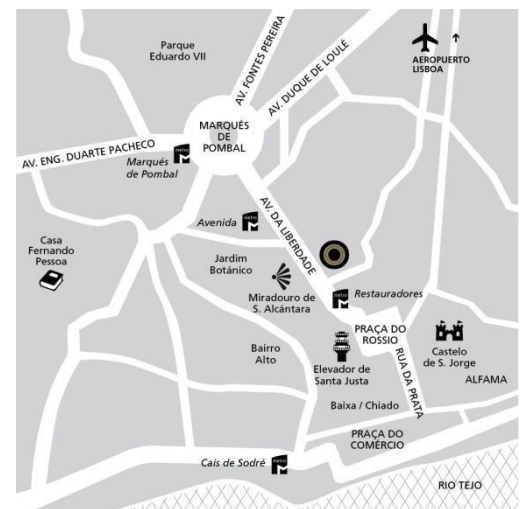 Parque
Eduardo VII
AV. FONTES PEREIRA
AV. DUQUE DE LOULÉ
AEROPUERTO
LISBOA
MARQUÉS
DE
POMBAL
AV. ENG. DUARTE PACHECO
metro
Marqués
de Pombal
Avenida
metro
AV. DA LIBERDADE
Casa
Fernando
Pessoa
Jardim
Botánico
Miradouro de
S. Alcántara
metro
Restauradores
PRAÇA DO
ROSSIO
Bairro
Alto
Elevador de
Santa Justa
RUA DA PRATA
Castelo
de S. Jorge
ALFAMA
Baixa / Chiado
PRAÇA DO
COMÉRCIO
Cais de Sodré
metro
RIO TEJO